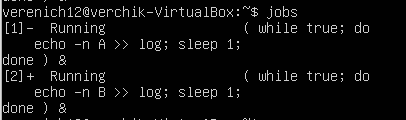 verenich12@verchik-VirtualBox:~$ jobs
[1]-  Running                 ( while true; do
    echo -n A >> log; sleep 1;
done ) &
[2]+  Running                 ( while true; do
    echo -n B >> log; sleep 1;
done ) &